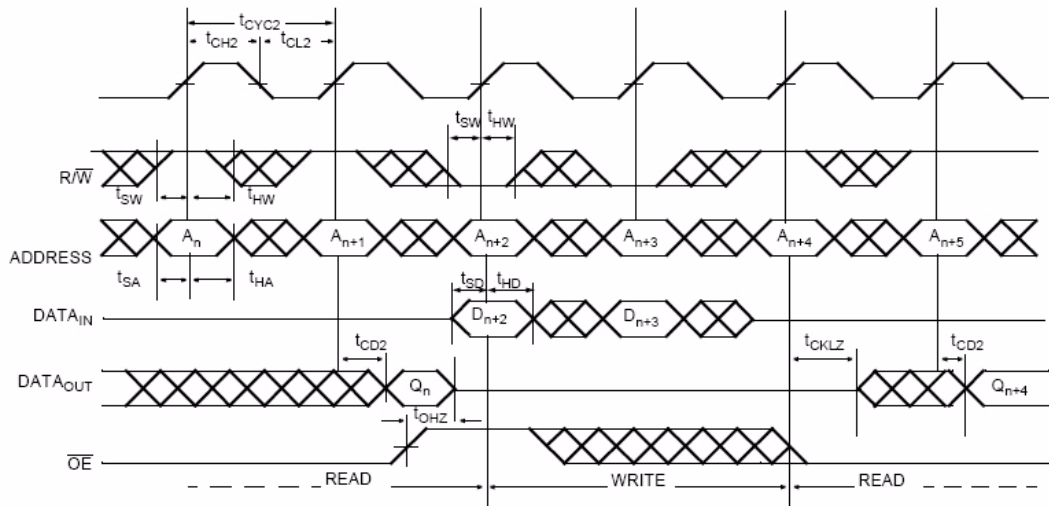 tCYC2
tCH2 tCL2
tSW tHW
R/W̅
tSW tHW
An An+1 An+2 An+3 An+4 An+5
ADDRESS
tSA tHA tSD tHD
DATAIN Dn+2 Dn+3
tCD2 tCKLZ tCD2
DATAOUT Qn Qn+4
tOHZ
O̅E̅
READ WRITE READ